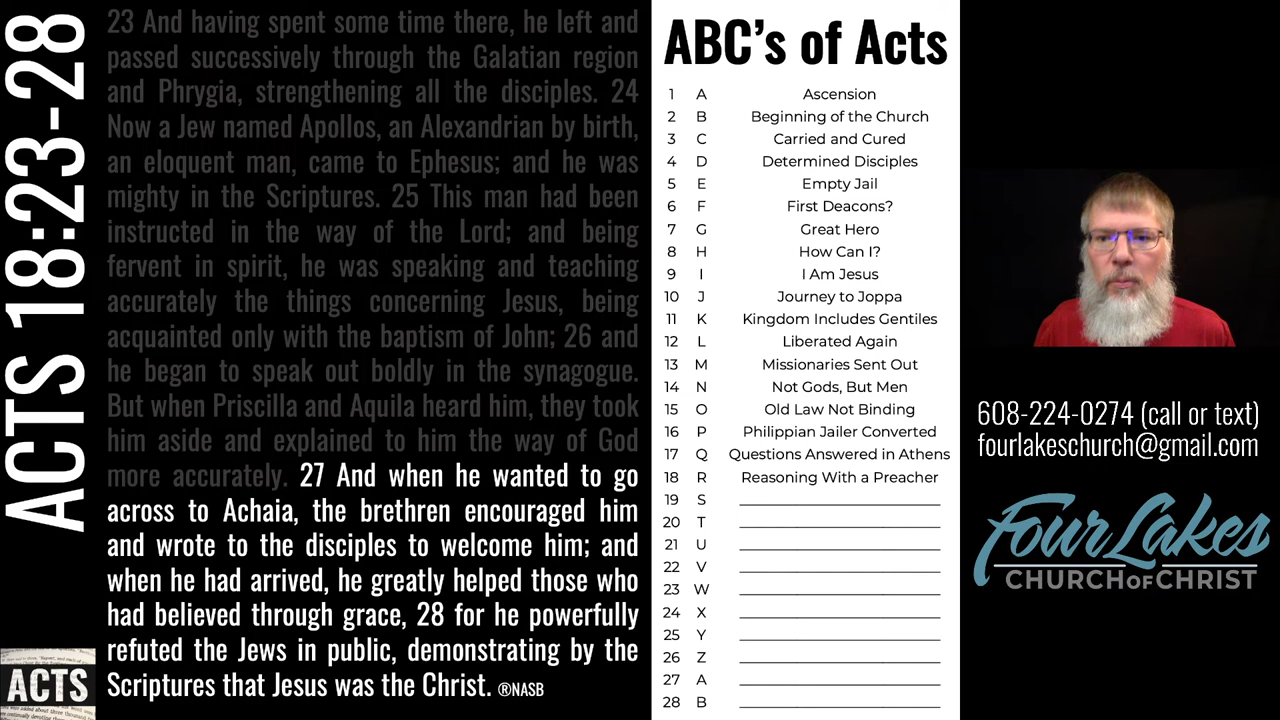 ACTS 18:23-28
23 And having spent some time there, he left and
passed successively through the Galatian region
and Phrygia, strengthening all the disciples. 24
Now a Jew named Apollos, an Alexandrian by birth,
an eloquent man, came to Ephesus; and he was
mighty in the Scriptures. 25 This man had been
instructed in the way of the Lord; and being
fervent in spirit, he was speaking and teaching
accurately the things concerning Jesus, being
acquainted only with the baptism of John; 26 and
he began to speak out boldly in the synagogue.
But when Priscilla and Aquila heard him, they took
him aside and explained to him the way of God
more accurately. 27 And when he wanted to go
across to Achaia, the brethren encouraged him
and wrote to the disciples to welcome him; and
when he had arrived, he greatly helped those who
had believed through grace, 28 for he powerfully
refuted the Jews in public, demonstrating by the
Scriptures that Jesus was the Christ. ®NASB
ACTS
ABC's of Acts
1 A Ascension
2 B Beginning of the Church
3 C Carried and Cured
4 D Determined Disciples
5 E Empty Jail
6 F First Deacons?
7 G Great Hero
8 H How Can I?
9 I I Am Jesus
10 J Journey to Joppa
11 K Kingdom Includes Gentiles
12 L Liberated Again
13 M Missionaries Sent Out
14 N Not Gods, But Men
15 O Old Law Not Binding
16 P Philippian Jailer Converted
17 Q Questions Answered in Athens
18 R Reasoning With a Preacher
19 S
20 T
21 U
22 V
23 W
24 X
25 Y
26 Z
27 A
28 B
608-224-0274 (call or text)
fourlakeschurch@gmail.com
Four Lakes
CHURCH OF CHRIST